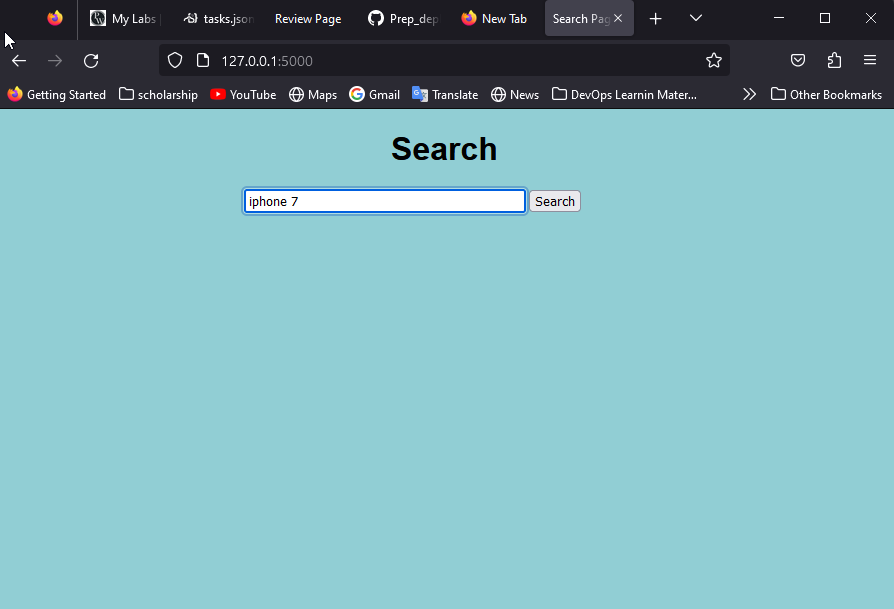 My Labs tasks.json Review Page Prep_dep New Tab Search Pag
127.0.0.1:5000
Getting Started scholarship YouTube Maps Gmail Translate News DevOps Learnin Mater... Other Bookmarks
Search
iphone 7 Search